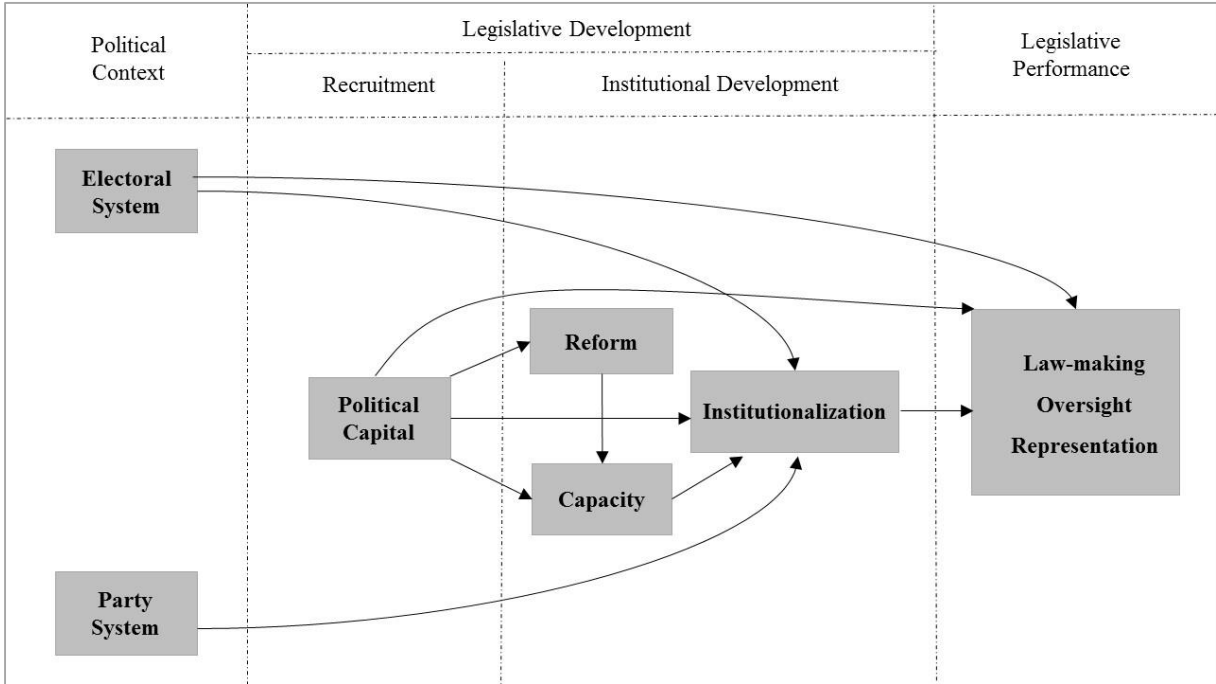 Political
Context
Legislative Development
Recruitment
Institutional Development
Legislative
Performance
Electoral
System
Reform
Political
Capital
Institutionalization
Capacity
Law-making
Oversight
Representation
Party
System